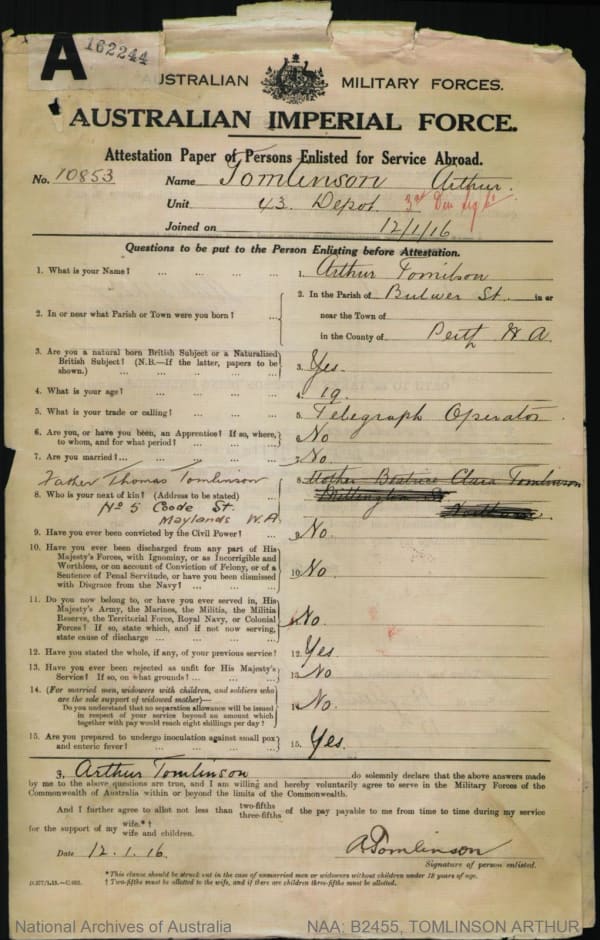 A 162244
AUSTRALIAN MILITARY FORCES.
AUSTRALIAN IMPERIAL FORCE.
Attestation Paper of Persons Enlisted for Service Abroad.
No. 10853 Name Tomlinson Arthur.
Unit 43 Depot 3rd Div
Joined on 12/1/16
Questions to be put to the Person Enlisting before Attestation.
1. What is your Name? ... ... ... ... 1. Arthur Tomilson
2. In or near what Parish or Town were you born? ... 2. In the Parish of Bulwer St. in or
near the Town of
in the County of Perth W A.
3. Are you a natural born British Subject or a Naturalized
British Subject? (N.B.—If the latter, papers to be
shown.) ... ... ... ... 3. Yes.
4. What is your age? ... ... ... ... 4. 19.
5. What is your trade or calling? ... ... ... 5. Telegraph Operator.
6. Are you, or have you been, an Apprentice? If so, where,
to whom, and for what period? ... ... ... 6. No
7. Are you married?... ... ... ... 7. No.
Father Thomas Tomlinson 8. Mother Beatrice Clara Tomlinson
8. Who is your next of kin? (Address to be stated) ...
No 5 Coode St.
Maylands W.A.
9. Have you ever been convicted by the Civil Power? ... 9. No.
10. Have you ever been discharged from any part of His
Majesty's Forces, with Ignominy, or as Incorrigible and
Worthless, or on account of Conviction of Felony, or of a
Sentence of Penal Servitude, or have you been dismissed
with Disgrace from the Navy? ... ... ... 10. No.
11. Do you now belong to, or have you ever served in, His
Majesty's Army, the Marines, the Militia, the Militia
Reserve, the Territorial Force, Royal Navy, or Colonial
Forces? If so, state which, and if not now serving,
state cause of discharge ... ... ... No.
12. Have you stated the whole, if any, of your previous service? 12. Yes
13. Have you ever been rejected as unfit for His Majesty's
Service? If so, on what grounds? ... ... ... 13. No
14. (For married men, widowers with children, and soldiers who
are the sole support of widowed mother)—
Do you understand that no separation allowance will be issued
in respect of your service beyond an amount which
together with pay would reach eight shillings per day? 14. No.
15. Are you prepared to undergo inoculation against small pox
and enteric fever? ... ... ... ... 15. Yes.
I, Arthur Tomlinson do solemnly declare that the above answers made
by me to the above questions are true, and I am willing and hereby voluntarily agree to serve in the Military Forces of the
Commonwealth of Australia within or beyond the limits of the Commonwealth.
And I further agree to allot not less than two-fifths three-fifths of the pay payable to me from time to time during my service
for the support of my wife.*† wife and children.
Date 12.1.16. A Tomlinson
Signature of person enlisted.
* This clause should be struck out in the case of unmarried men or widowers without children under 18 years of age.
† Two-fifths must be allotted to the wife, and if there are children three-fifths must be allotted.
National Archives of Australia NAA: B2455, TOMLINSON ARTHUR